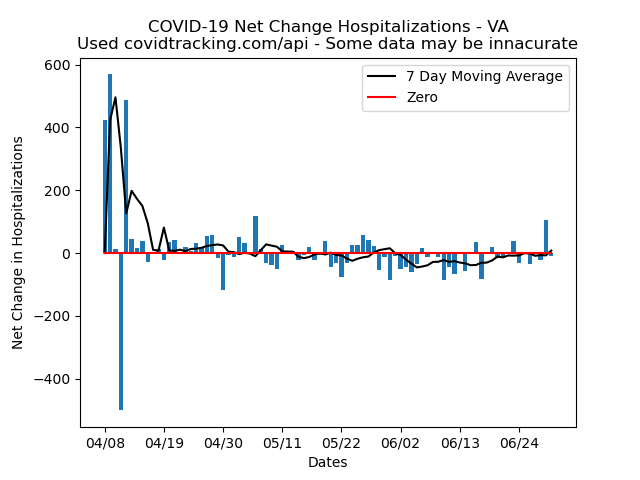 COVID-19 Net Change Hospitalizations - VA
Used covidtracking.com/api - Some data may be innacurate
7 Day Moving Average
Zero
Net Change in Hospitalizations
600
400
200
0
−200
−400
04/08 04/19 04/30 05/11 05/22 06/02 06/13 06/24
Dates